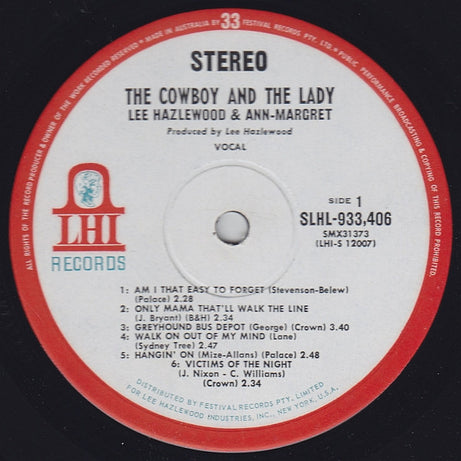 MADE IN AUSTRALIA BY 33 FESTIVAL RECORDS PTY. LTD. • PUBLIC PERFORMANCE BROADCASTING & COPYING OF THIS RECORD PROHIBITED
ALL RIGHTS OF THE RECORD PRODUCER & OWNER OF THE WORK RECORDED RESERVED •
STEREO
THE COWBOY AND THE LADY
LEE HAZLEWOOD & ANN-MARGRET
Produced by Lee Hazlewood
VOCAL
LHI
RECORDS
SIDE 1
SLHL-933,406
SMX31373
(LHI-S 12007)
1: AM I THAT EASY TO FORGET (Stevenson-Belew)
(Palace) 2.28
2: ONLY MAMA THAT'LL WALK THE LINE
(J. Bryant) (B&H) 2.34
3: GREYHOUND BUS DEPOT (George) (Crown) 3.40
4: WALK ON OUT OF MY MIND (Lane)
(Sydney Tree) 2.47
5: HANGIN' ON (Mize-Allans) (Palace) 2.48
6: VICTIMS OF THE NIGHT
(J. Nixon - C. Williams)
(Crown) 2.34
DISTRIBUTED BY FESTIVAL RECORDS PTY. LIMITED
FOR LEE HAZLEWOOD INDUSTRIES, INC., NEW YORK, U.S.A.